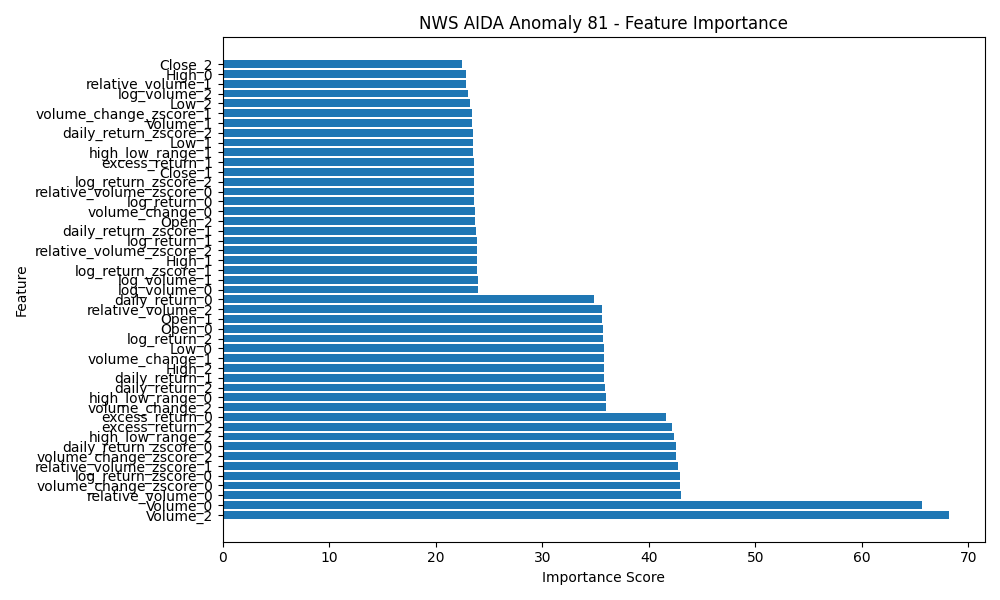 NWS AIDA Anomaly 81 - Feature Importance
Feature
Close_2
High_0
relative_volume_1
log_volume_2
Low_2
volume_change_zscore_1
Volume_1
daily_return_zscore_2
Low_1
high_low_range_1
excess_return_1
Close_1
log_return_zscore_2
relative_volume_zscore_0
log_return_0
volume_change_0
Open_2
daily_return_zscore_1
log_return_1
relative_volume_zscore_2
High_1
log_return_zscore_1
log_volume_1
log_volume_0
daily_return_0
relative_volume_2
Open_1
Open_0
log_return_2
Low_0
volume_change_1
High_2
daily_return_1
daily_return_2
high_low_range_0
volume_change_2
excess_return_0
excess_return_2
high_low_range_2
daily_return_zscore_0
volume_change_zscore_2
relative_volume_zscore_1
log_return_zscore_0
volume_change_zscore_0
relative_volume_0
Volume_0
Volume_2
0 10 20 30 40 50 60 70
Importance Score